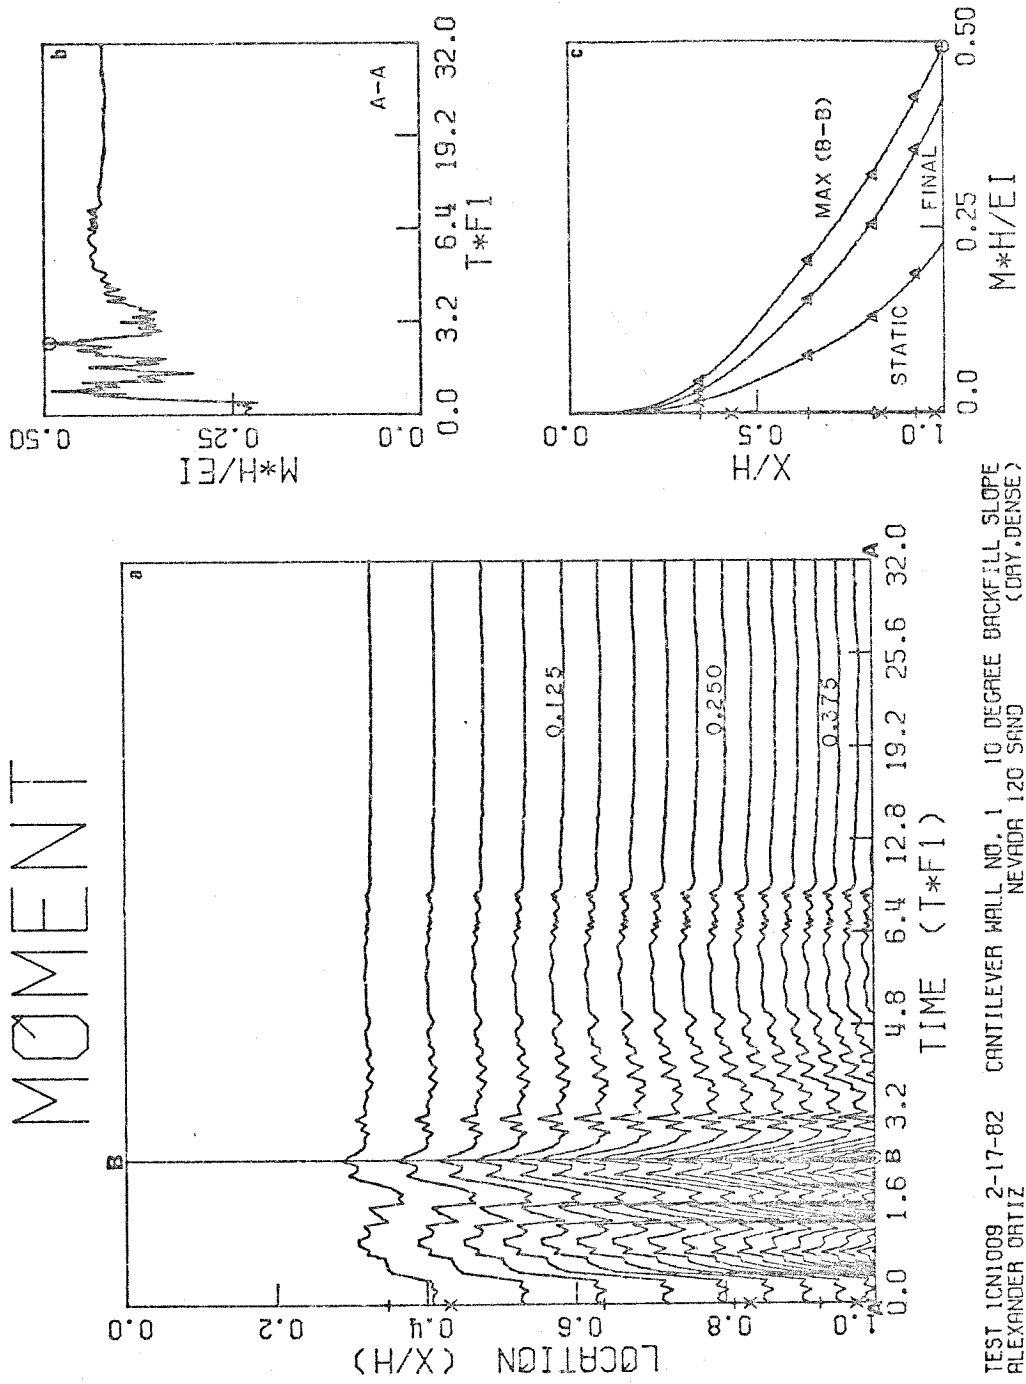 MØMENT
a
B
0.0
0.2
0.4
0.6
0.8
1.0
LOCATION (X/H)
0.125
0.250
0.375
A
A
0.0 1.6 B 3.2 4.8 6.4 12.8 19.2 25.6 32.0
TIME (T*F1)
b
0.50
0.25
0.0
M*H/EI
A-A
0.0 3.2 6.4 19.2 32.0
T*F1
c
0.0
0.5
1.0
X/H
MAX (B-B)
STATIC
FINAL
0.0 0.25 0.50
M*H/EI
TEST 1CN1009 2-17-82 CANTILEVER WALL NO. 1 10 DEGREE BACKFILL SLOPE
ALEXANDER ORTIZ NEVADA 120 SAND (DRY,DENSE)